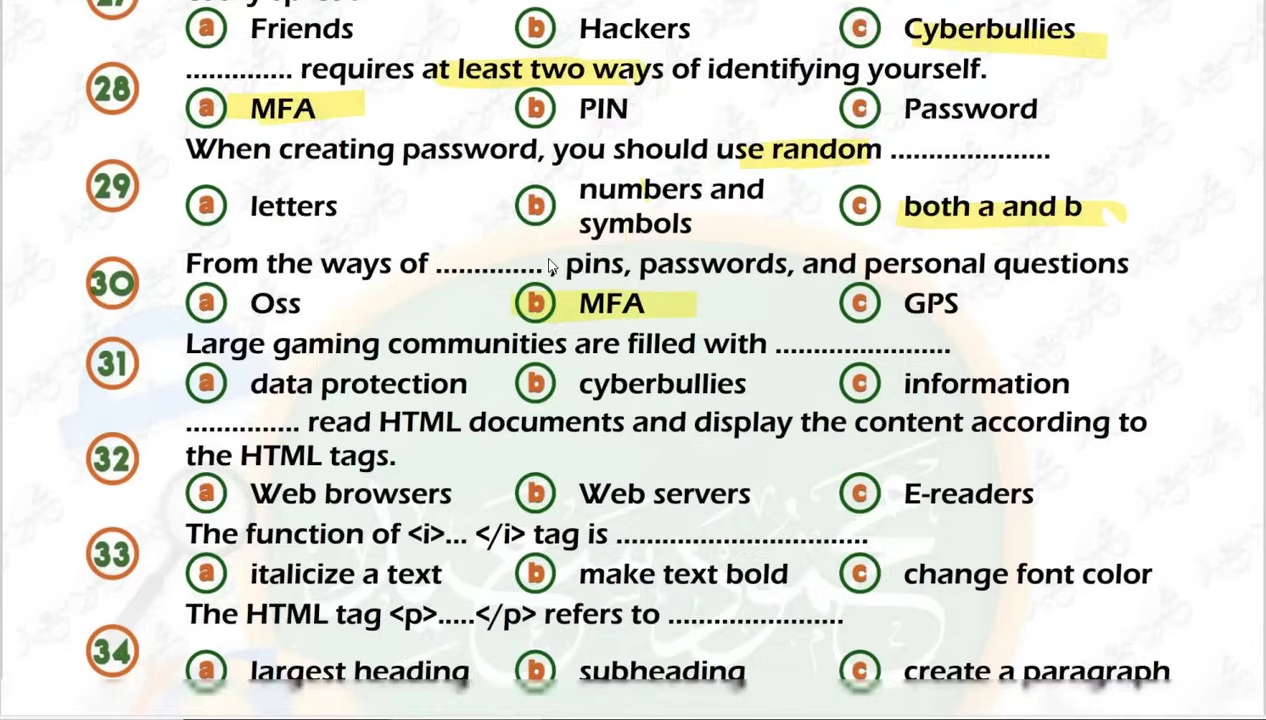 a Friends b Hackers c Cyberbullies
28 .............. requires at least two ways of identifying yourself.
a MFA b PIN c Password
29 When creating password, you should use random .....................
a letters b numbers and symbols c both a and b
30 From the ways of .............. pins, passwords, and personal questions
a Oss b MFA c GPS
31 Large gaming communities are filled with .......................
a data protection b cyberbullies c information
32 ............... read HTML documents and display the content according to
the HTML tags.
a Web browsers b Web servers c E-readers
33 The function of <i>... </i> tag is .................................
a italicize a text b make text bold c change font color
34 The HTML tag <p>.....</p> refers to .......................
a largest heading b subheading c create a paragraph